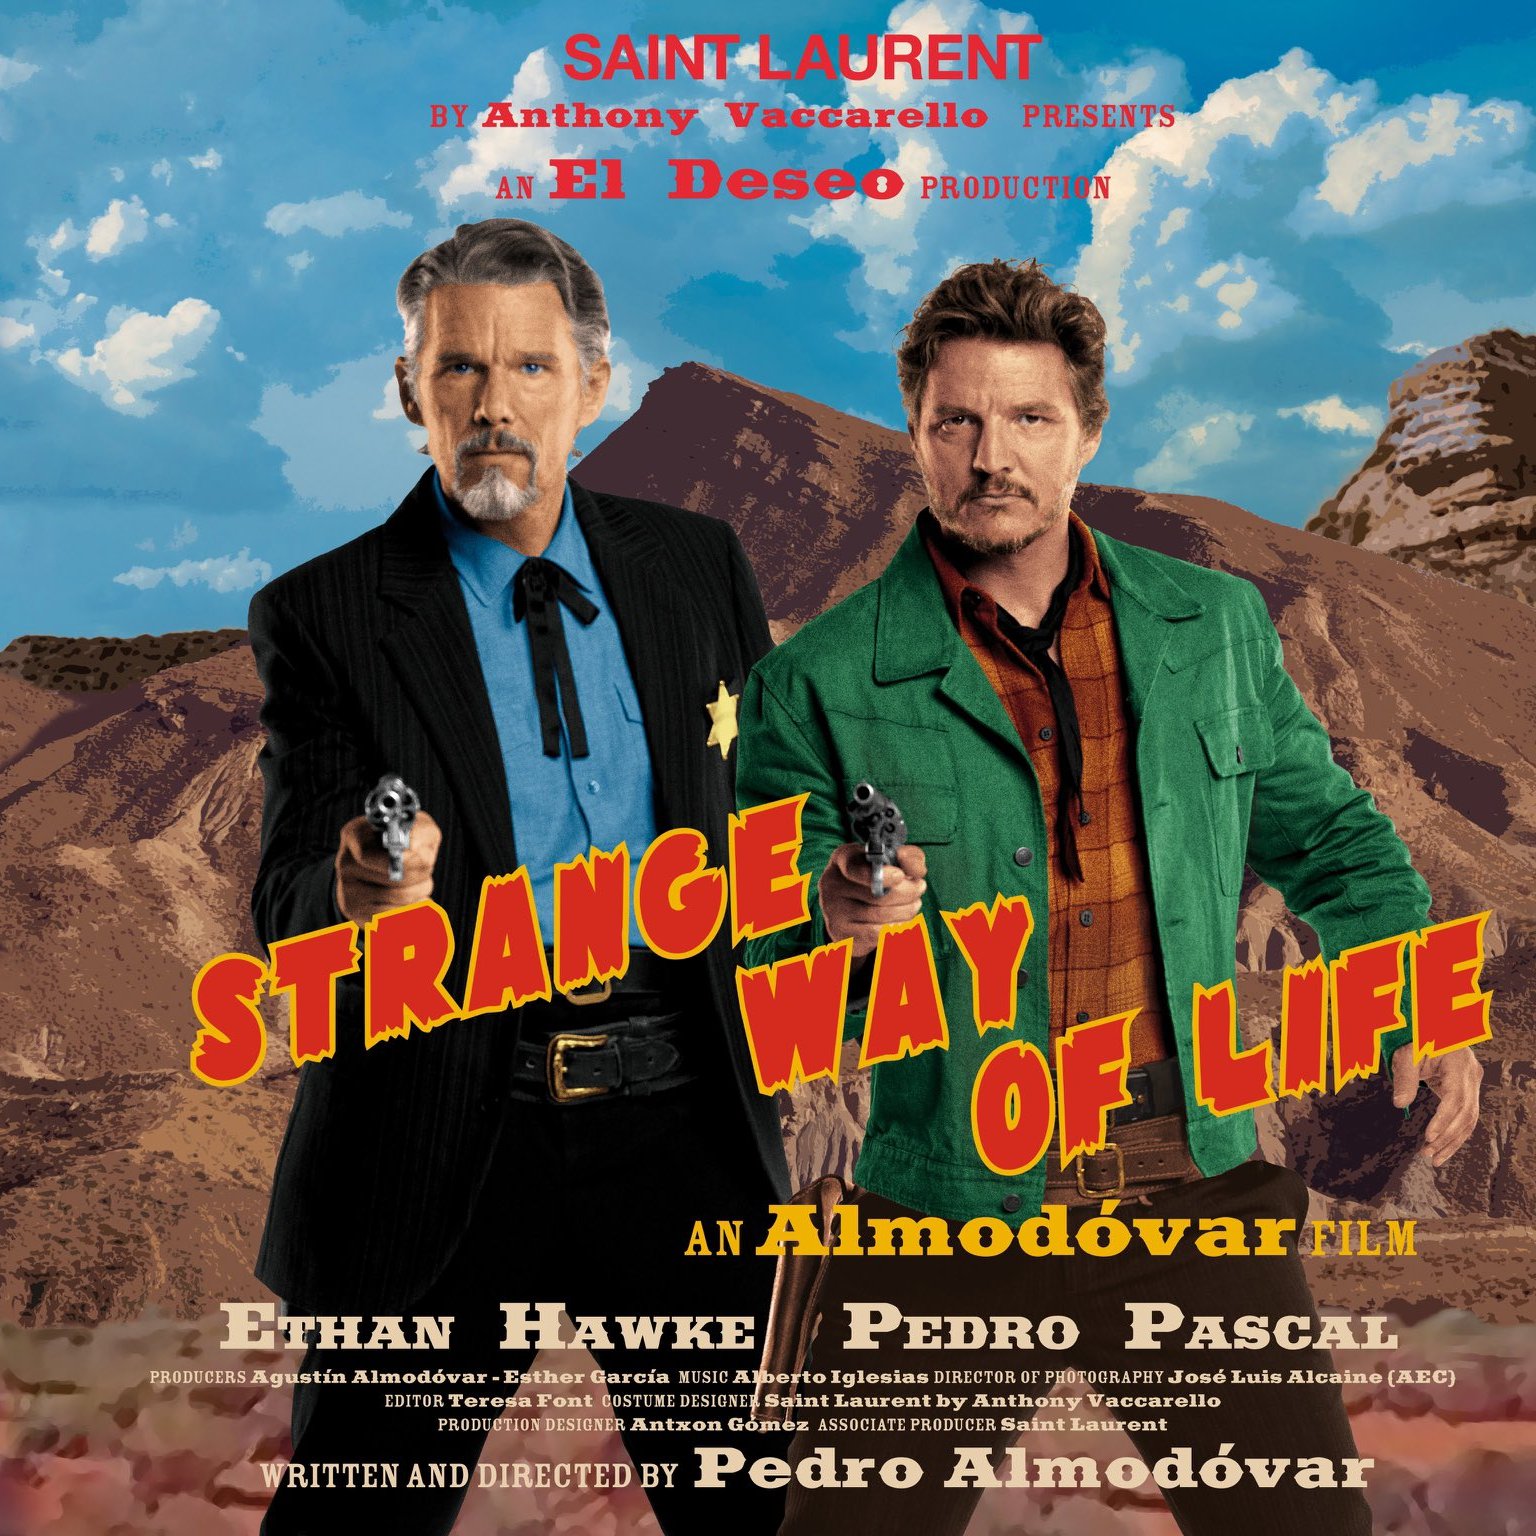 SAINT LAURENT
BY Anthony Vaccarello PRESENTS
AN El Deseo PRODUCTION
STRANGE
WAY
OF LIFE
AN Almodóvar FILM
ETHAN HAWKE PEDRO PASCAL
PRODUCERS Agustín Almodóvar - Esther García MUSIC Alberto Iglesias DIRECTOR OF PHOTOGRAPHY José Luis Alcaine (AEC)
EDITOR Teresa Font COSTUME DESIGNER Saint Laurent by Anthony Vaccarello
PRODUCTION DESIGNER Antxon Gómez ASSOCIATE PRODUCER Saint Laurent
WRITTEN AND DIRECTED BY Pedro Almodóvar